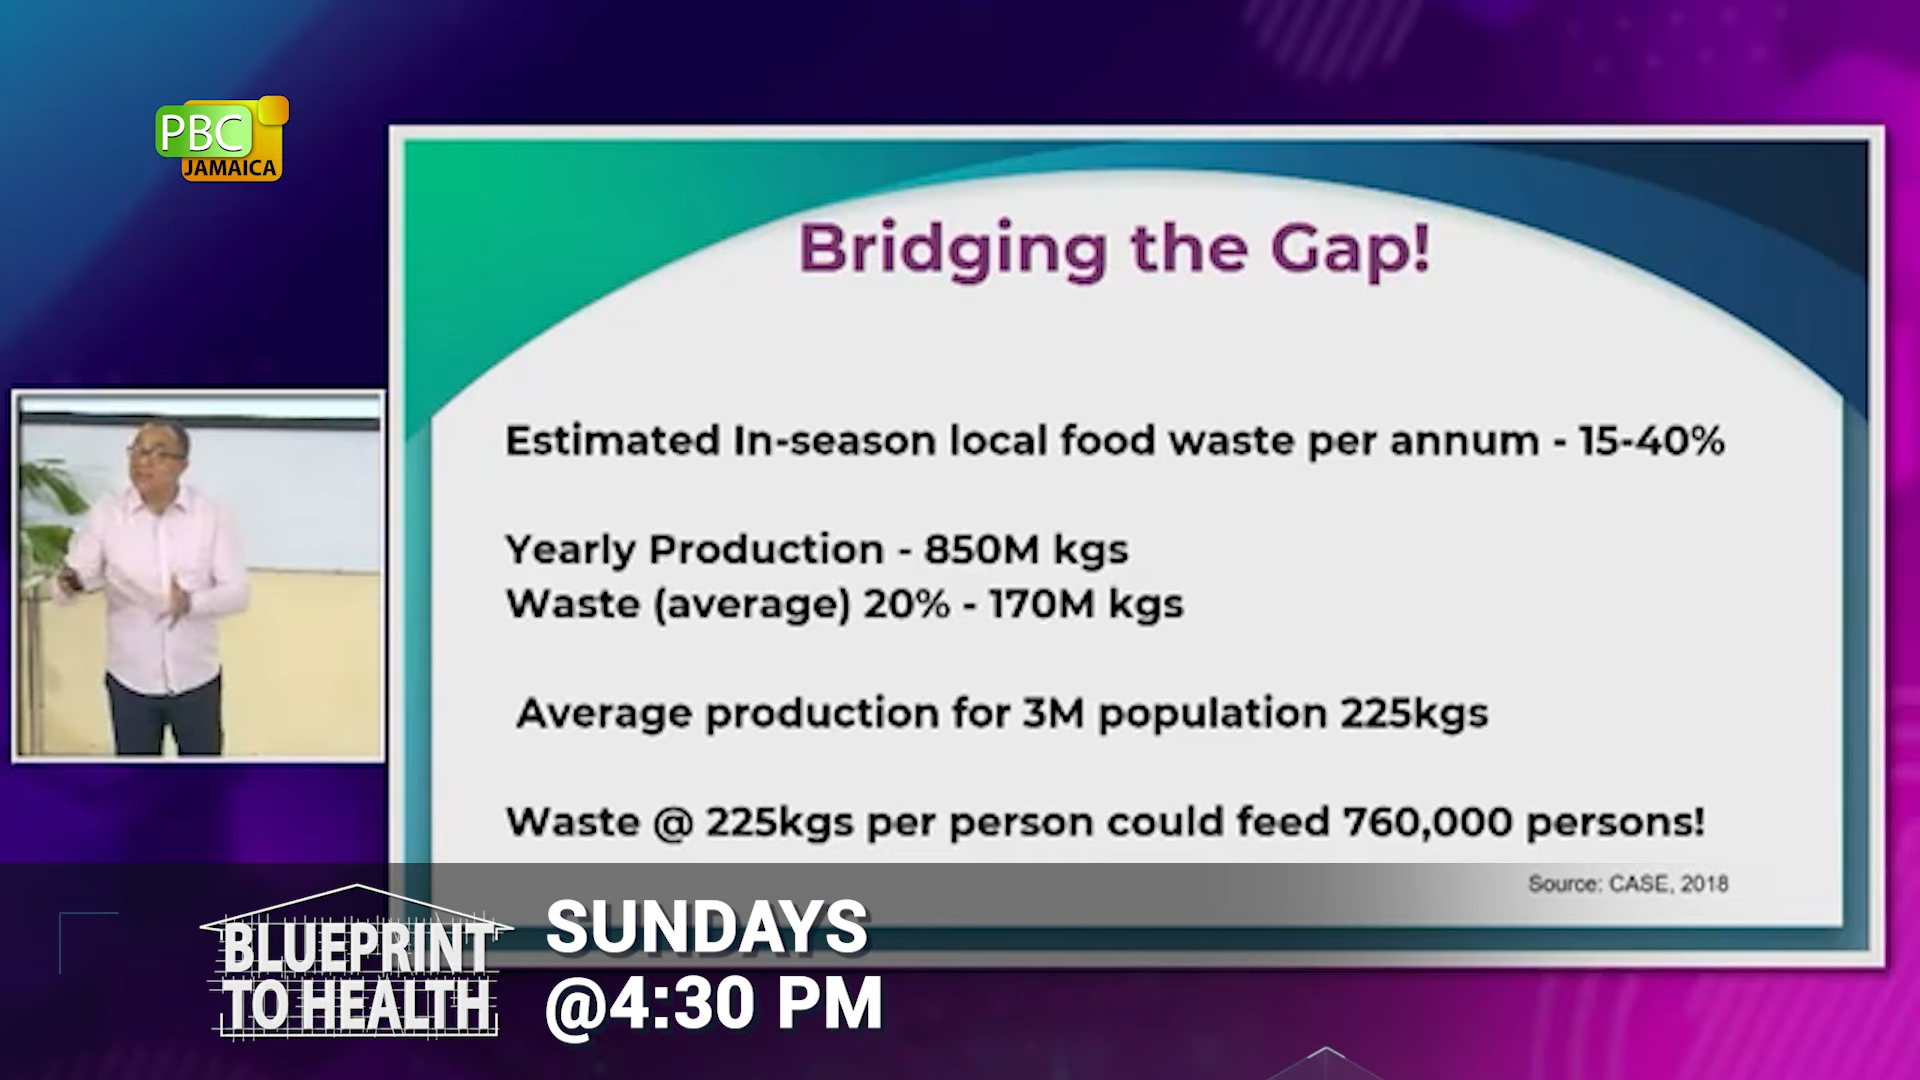 PBC
JAMAICA
Bridging the Gap!
Estimated In-season local food waste per annum - 15-40%
Yearly Production - 850M kgs
Waste (average) 20% - 170M kgs
Average production for 3M population 225kgs
Waste @ 225kgs per person could feed 760,000 persons!
Source: CASE, 2018
BLUEPRINT
TO HEALTH
SUNDAYS
@4:30 PM